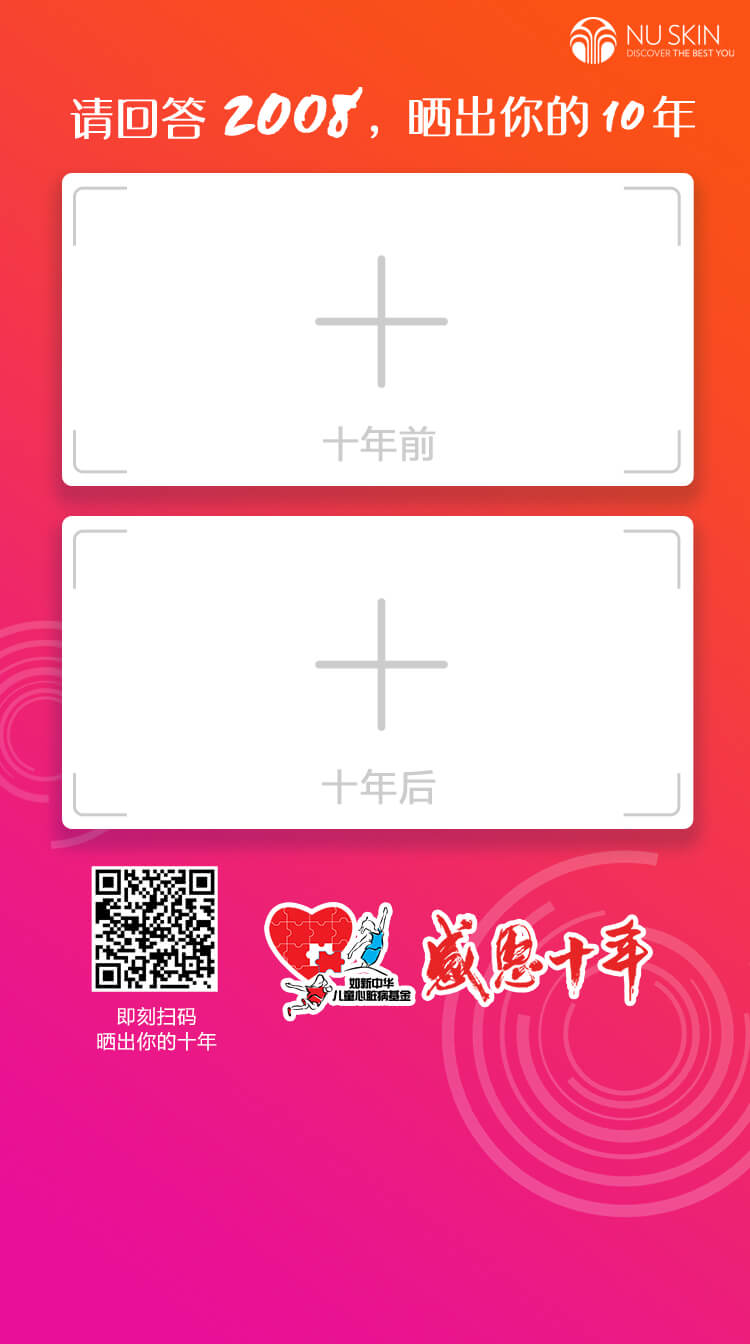 NU SKIN
DISCOVER THE BEST YOU
请回答 2008，晒出你的 10 年
十年前
十年后
如新中华
儿童心脏病基金
感恩十年
即刻扫码
晒出你的十年